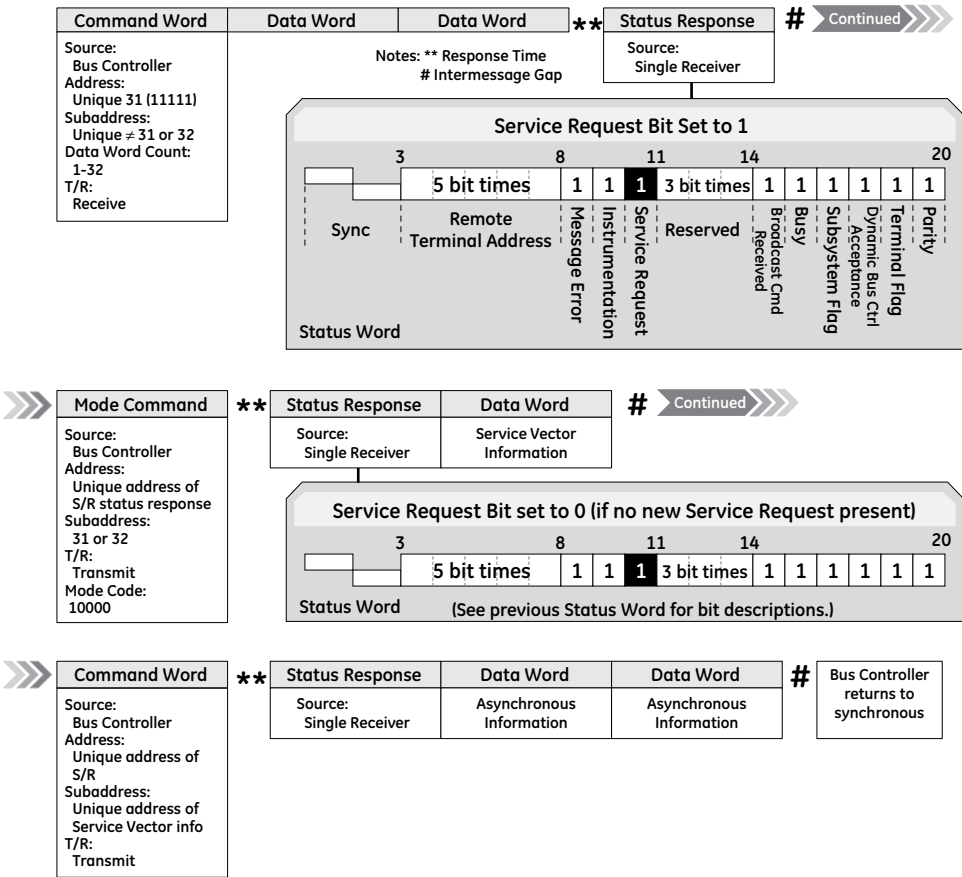 Command Word
Data Word
Data Word
**
Status Response
#
Continued
Source:
Bus Controller
Address:
Unique 31 (11111)
Subaddress:
Unique ≠ 31 or 32
Data Word Count:
1-32
T/R:
Receive
Notes: ** Response Time
# Intermessage Gap
Source:
Single Receiver
Service Request Bit Set to 1
3 8 11 14 20
5 bit times 1 1 1 3 bit times 1 1 1 1 1 1
Sync
Remote
Terminal Address
Message Error
Instrumentation
Service Request
Reserved
Broadcast Cmd
Received
Busy
Subsystem Flag
Dynamic Bus Ctrl
Acceptance
Terminal Flag
Parity
Status Word
Mode Command
**
Status Response
Data Word
#
Continued
Source:
Bus Controller
Address:
Unique address of
S/R status response
Subaddress:
31 or 32
T/R:
Transmit
Mode Code:
10000
Source:
Single Receiver
Service Vector
Information
Service Request Bit set to 0 (if no new Service Request present)
3 8 11 14 20
5 bit times 1 1 1 3 bit times 1 1 1 1 1 1
Status Word
(See previous Status Word for bit descriptions.)
Command Word
**
Status Response
Data Word
Data Word
#
Bus Controller
returns to
synchronous
Source:
Bus Controller
Address:
Unique address of
S/R
Subaddress:
Unique address of
Service Vector info
T/R:
Transmit
Source:
Single Receiver
Asynchronous
Information
Asynchronous
Information